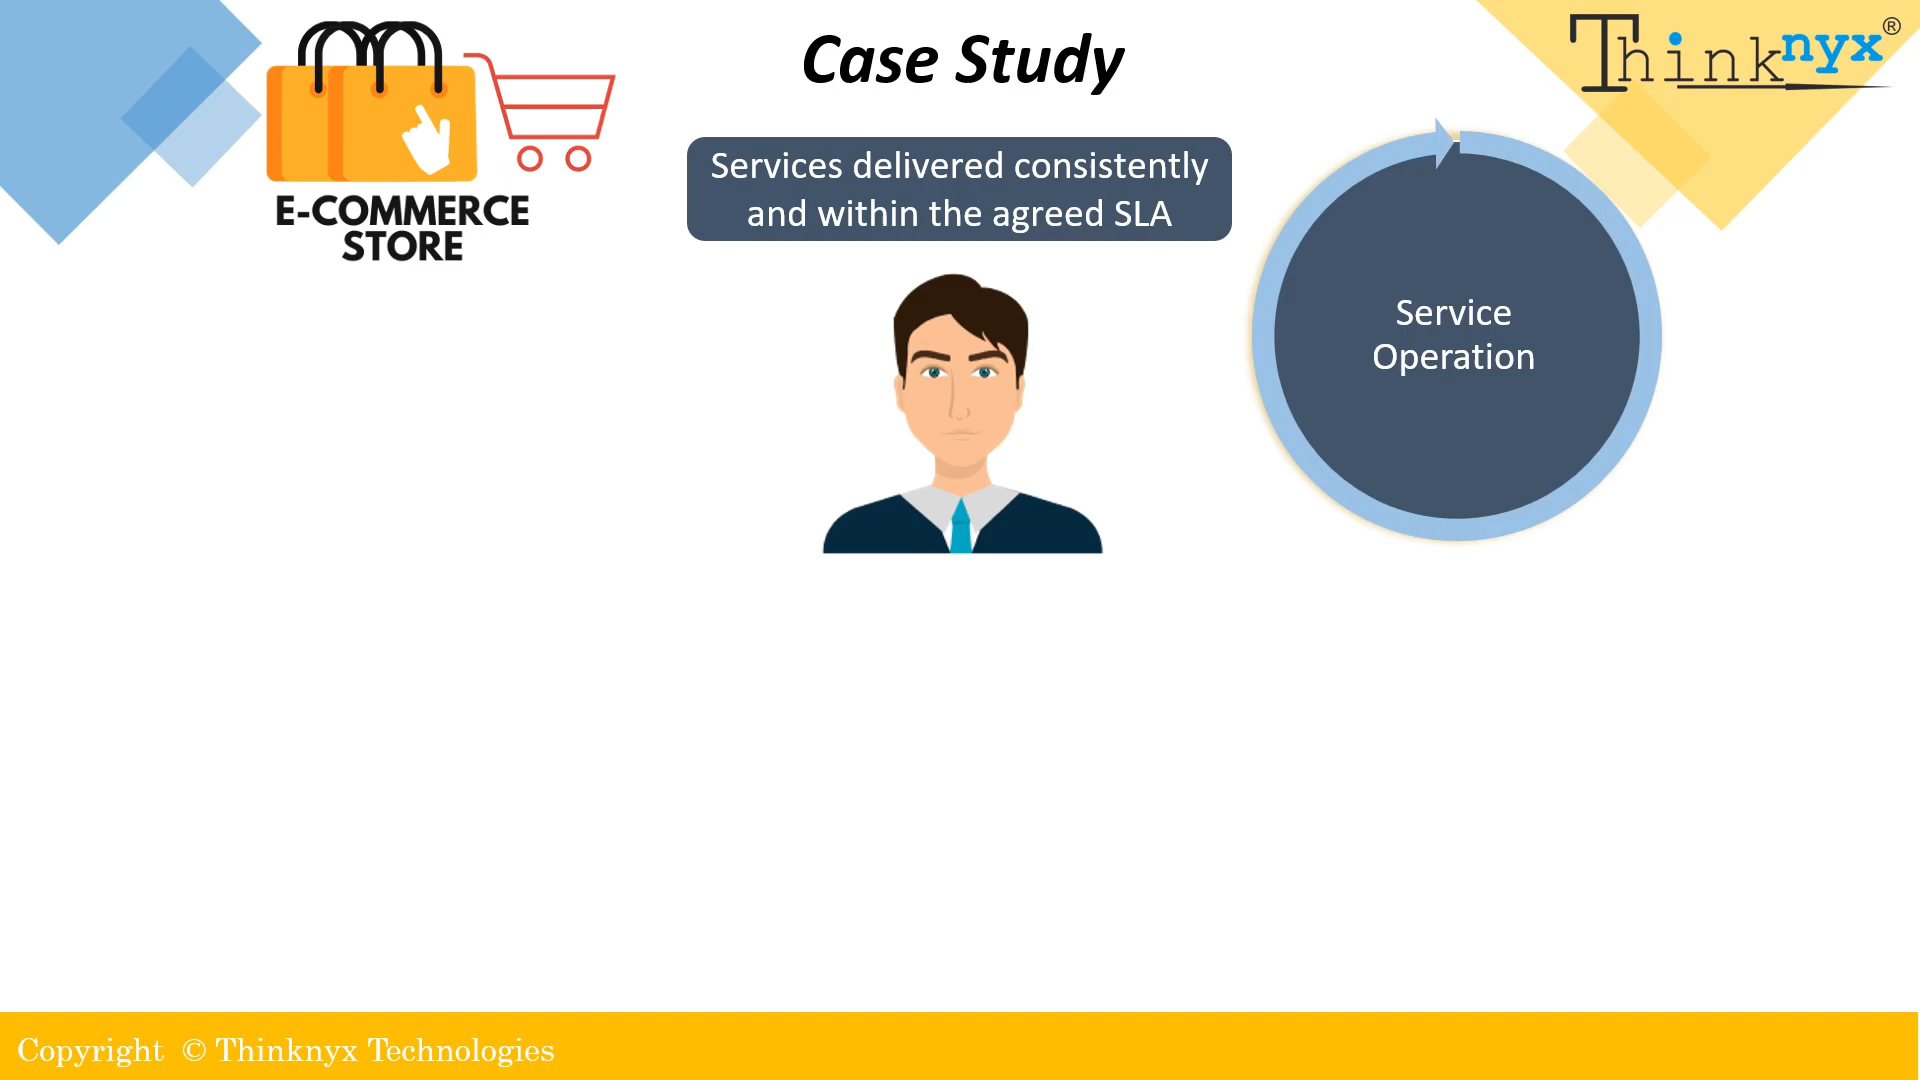 Case Study
Thinknyx®
E-COMMERCE
STORE
Services delivered consistently
and within the agreed SLA
Service
Operation
Copyright © Thinknyx Technologies